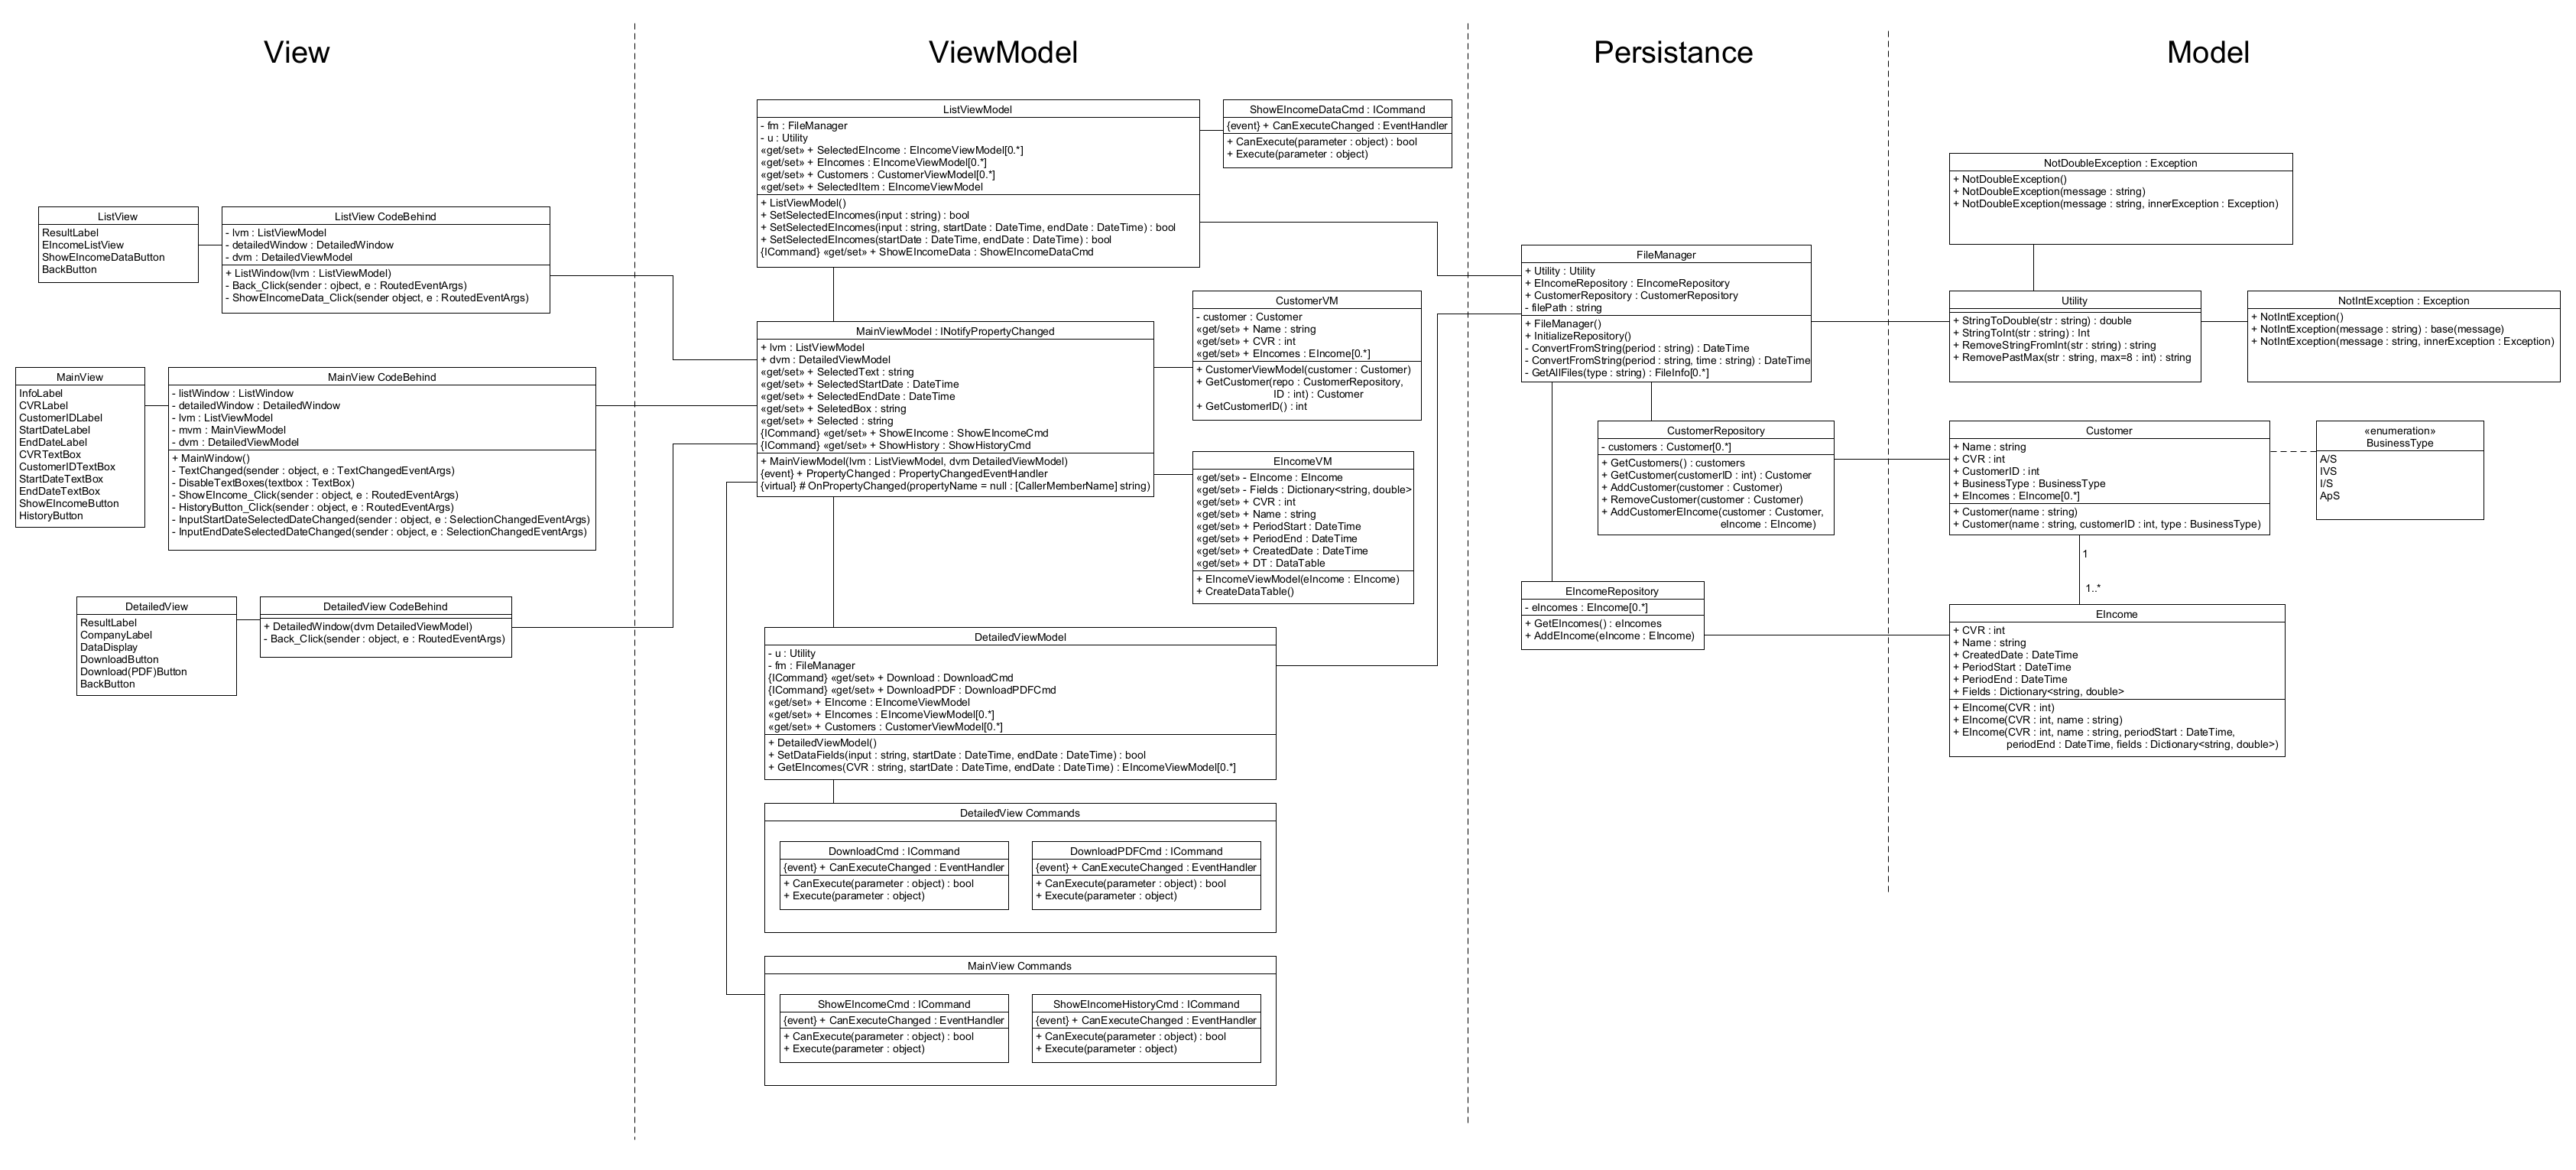 View
ViewModel
Persistance
Model
ListView
ResultLabel
EIncomeListView
ShowEIncomeDataButton
BackButton
ListView CodeBehind
- lvm : ListViewModel
- detailedWindow : DetailedWindow
- dvm : DetailedViewModel
+ ListWindow(lvm : ListViewModel)
- Back_Click(sender : ojbect, e : RoutedEventArgs)
- ShowEIncomeData_Click(sender object, e : RoutedEventArgs)
MainView
InfoLabel
CVRLabel
CustomerIDLabel
StartDateLabel
EndDateLabel
CVRTextBox
CustomerIDTextBox
StartDateTextBox
EndDateTextBox
ShowEIncomeButton
HistoryButton
MainView CodeBehind
- listWindow : ListWindow
- detailedWindow : DetailedWindow
- lvm : ListViewModel
- mvm : MainViewModel
- dvm : DetailedViewModel
+ MainWindow()
- TextChanged(sender : object, e : TextChangedEventArgs)
- DisableTextBoxes(textbox : TextBox)
- ShowEIncome_Click(sender : object, e : RoutedEventArgs)
- HistoryButton_Click(sender : object, e : RoutedEventArgs)
- InputStartDateSelectedDateChanged(sender : object, e : SelectionChangedEventArgs)
- InputEndDateSelectedDateChanged(sender : object, e : SelectionChangedEventArgs)
DetailedView
ResultLabel
CompanyLabel
DataDisplay
DownloadButton
Download(PDF)Button
BackButton
DetailedView CodeBehind
+ DetailedWindow(dvm DetailedViewModel)
- Back_Click(sender : object, e : RoutedEventArgs)
ListViewModel
- fm : FileManager
- u : Utility
«get/set» + SelectedEIncome : EIncomeViewModel[0.*]
«get/set» + EIncomes : EIncomeViewModel[0.*]
«get/set» + Customers : CustomerViewModel[0.*]
«get/set» + SelectedItem : EIncomeViewModel
+ ListViewModel()
+ SetSelectedEIncomes(input : string) : bool
+ SetSelectedEIncomes(input : string, startDate : DateTime, endDate : DateTime) : bool
+ SetSelectedEIncomes(startDate : DateTime, endDate : DateTime) : bool
{ICommand} «get/set» + ShowEIncomeData : ShowEIncomeDataCmd
ShowEIncomeDataCmd : ICommand
{event} + CanExecuteChanged : EventHandler
+ CanExecute(parameter : object) : bool
+ Execute(parameter : object)
MainViewModel : INotifyPropertyChanged
+ lvm : ListViewModel
+ dvm : DetailedViewModel
«get/set» + SelectedText : string
«get/set» + SelectedStartDate : DateTime
«get/set» + SelectedEndDate : DateTime
«get/set» + SeletedBox : string
«get/set» + Selected : string
{ICommand} «get/set» + ShowEIncome : ShowEIncomeCmd
{ICommand} «get/set» + ShowHistory : ShowHistoryCmd
+ MainViewModel(lvm : ListViewModel, dvm DetailedViewModel)
{event} + PropertyChanged : PropertyChangedEventHandler
{virtual} # OnPropertyChanged(propertyName = null : [CallerMemberName] string)
CustomerVM
- customer : Customer
«get/set» + Name : string
«get/set» + CVR : int
«get/set» + EIncomes : EIncome[0.*]
+ CustomerViewModel(customer : Customer)
+ GetCustomer(repo : CustomerRepository,
ID : int) : Customer
+ GetCustomerID() : int
EIncomeVM
«get/set» - EIncome : EIncome
«get/set» - Fields : Dictionary<string, double>
«get/set» + CVR : int
«get/set» + Name : string
«get/set» + PeriodStart : DateTime
«get/set» + PeriodEnd : DateTime
«get/set» + CreatedDate : DateTime
«get/set» + DT : DataTable
+ EIncomeViewModel(eIncome : EIncome)
+ CreateDataTable()
DetailedViewModel
- u : Utility
- fm : FileManager
{ICommand} «get/set» + Download : DownloadCmd
{ICommand} «get/set» + DownloadPDF : DownloadPDFCmd
«get/set» + EIncome : EIncomeViewModel
«get/set» + EIncomes : EIncomeViewModel[0.*]
«get/set» + Customers : CustomerViewModel[0.*]
+ DetailedViewModel()
+ SetDataFields(input : string, startDate : DateTime, endDate : DateTime) : bool
+ GetEIncomes(CVR : string, startDate : DateTime, endDate : DateTime) : EIncomeViewModel[0.*]
DetailedView Commands
DownloadCmd : ICommand
{event} + CanExecuteChanged : EventHandler
+ CanExecute(parameter : object) : bool
+ Execute(parameter : object)
DownloadPDFCmd : ICommand
{event} + CanExecuteChanged : EventHandler
+ CanExecute(parameter : object) : bool
+ Execute(parameter : object)
MainView Commands
ShowEIncomeCmd : ICommand
{event} + CanExecuteChanged : EventHandler
+ CanExecute(parameter : object) : bool
+ Execute(parameter : object)
ShowEIncomeHistoryCmd : ICommand
{event} + CanExecuteChanged : EventHandler
+ CanExecute(parameter : object) : bool
+ Execute(parameter : object)
FileManager
+ Utility : Utility
+ EIncomeRepository : EIncomeRepository
+ CustomerRepository : CustomerRepository
- filePath : string
+ FileManager()
+ InitializeRepository()
- ConvertFromString(period : string) : DateTime
- ConvertFromString(period : string, time : string) : DateTime
- GetAllFiles(type : string) : FileInfo[0.*]
CustomerRepository
- customers : Customer[0.*]
+ GetCustomers() : customers
+ GetCustomer(customerID : int) : Customer
+ AddCustomer(customer : Customer)
+ RemoveCustomer(customer : Customer)
+ AddCustomerEIncome(customer : Customer,
eIncome : EIncome)
EIncomeRepository
- eIncomes : EIncome[0.*]
+ GetEIncomes() : eIncomes
+ AddEIncome(eIncome : EIncome)
NotDoubleException : Exception
+ NotDoubleException()
+ NotDoubleException(message : string)
+ NotDoubleException(message : string, innerException : Exception)
Utility
+ StringToDouble(str : string) : double
+ StringToInt(str : string) : Int
+ RemoveStringFromInt(str : string) : string
+ RemovePastMax(str : string, max=8 : int) : string
NotIntException : Exception
+ NotIntException()
+ NotIntException(message : string) : base(message)
+ NotIntException(message : string, innerException : Exception)
Customer
+ Name : string
+ CVR : int
+ CustomerID : int
+ BusinessType : BusinessType
+ EIncomes : EIncome[0.*]
+ Customer(name : string)
+ Customer(name : string, customerID : int, type : BusinessType)
«enumeration»
BusinessType
A/S
IVS
I/S
ApS
1
1..*
EIncome
+ CVR : int
+ Name : string
+ CreatedDate : DateTime
+ PeriodStart : DateTime
+ PeriodEnd : DateTime
+ Fields : Dictionary<string, double>
+ EIncome(CVR : int)
+ EIncome(CVR : int, name : string)
+ EIncome(CVR : int, name : string, periodStart : DateTime,
periodEnd : DateTime, fields : Dictionary<string, double>)